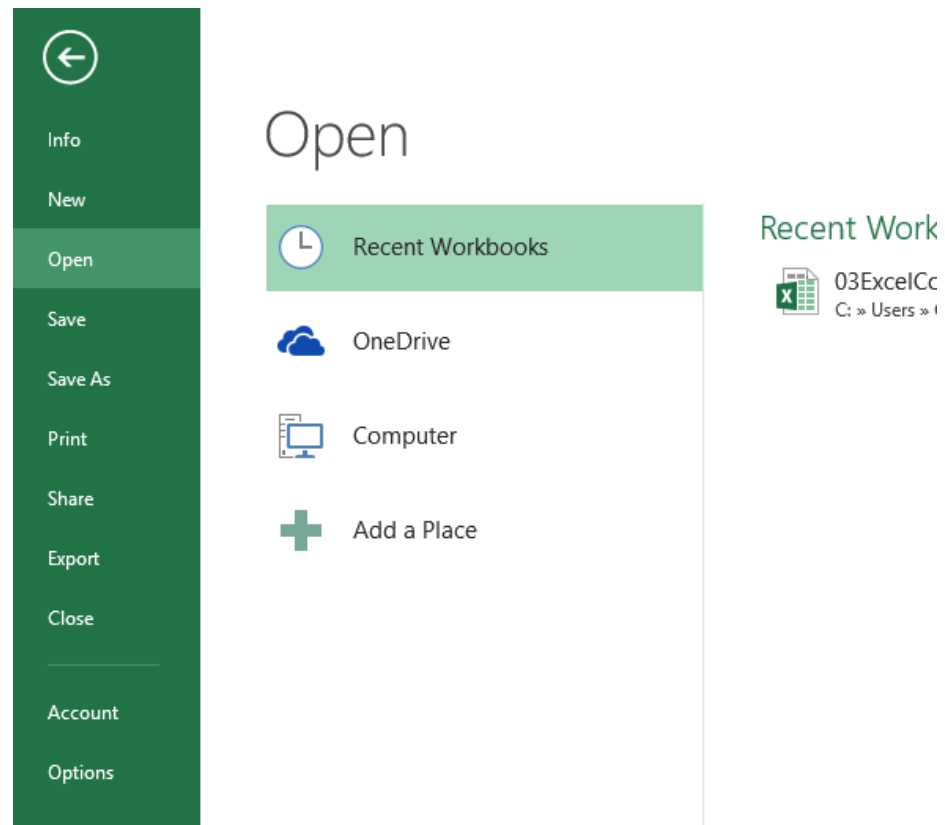 Info
New
Open
Save
Save As
Print
Share
Export
Close
Account
Options
Open
Recent Workbooks
OneDrive
Computer
Add a Place
Recent
C: » Users »